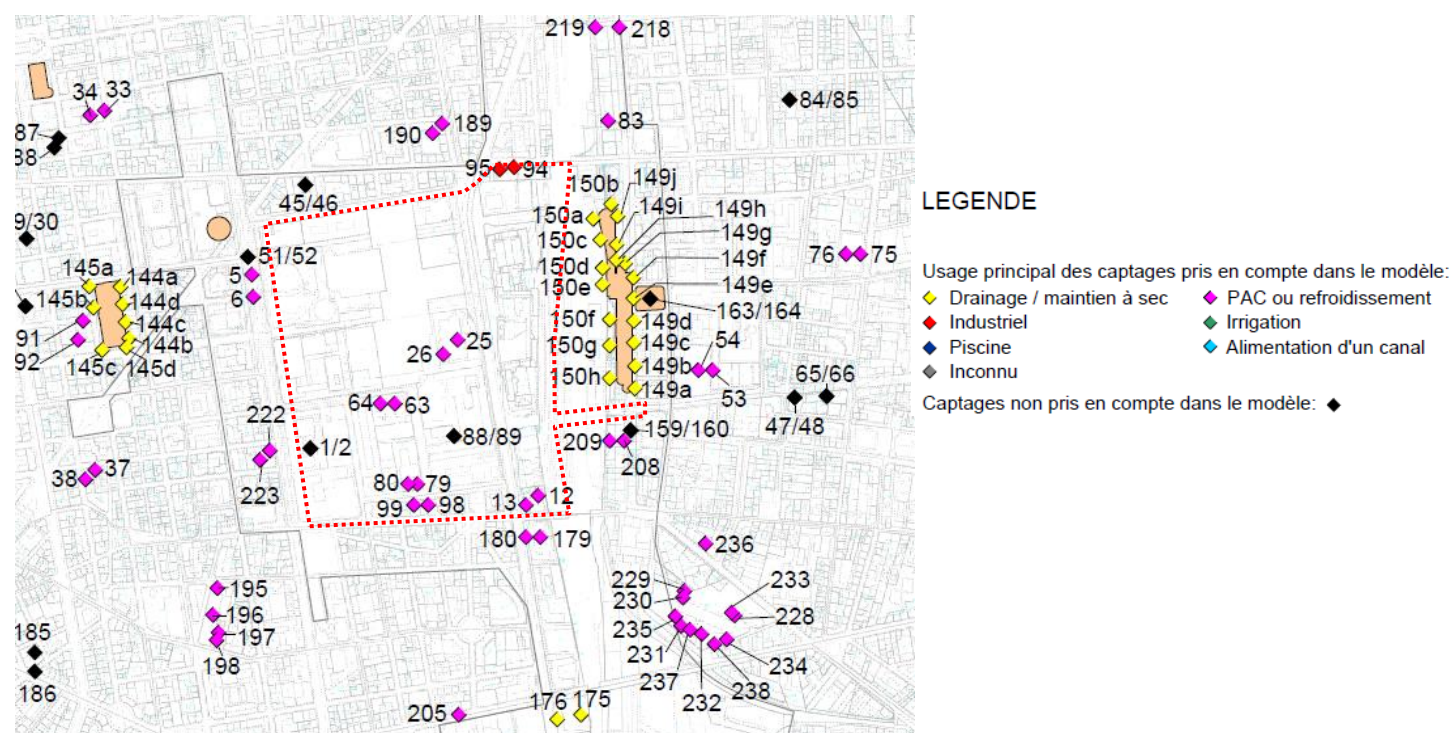 219
218
34
33
84/85
87
88
83
189
190
95
94
45/46
150b
149j
149i
149h
150a
149g
9/30
150c
149f
76
75
51/52
5
150d
149e
145a
144a
6
150e
163/164
145b
144d
91
144c
150f
149d
54
92
144b
25
26
150g
149c
145c
145d
150h
149b
65/66
149a
53
64
63
47/48
222
159/160
1/2
88/89
209
208
38
37
223
80
79
99
98
13
12
180
179
236
195
229
233
230
196
228
235
185
197
231
234
198
237
238
186
232
205
176
175
LEGENDE
Usage principal des captages pris en compte dans le modèle:
Drainage / maintien à sec
PAC ou refroidissement
Industriel
Irrigation
Piscine
Alimentation d'un canal
Inconnu
Captages non pris en compte dans le modèle: